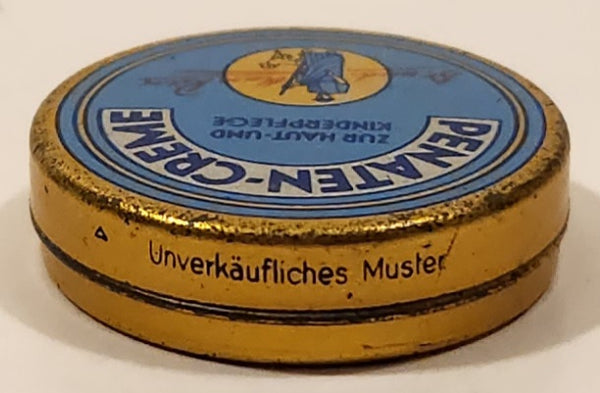 PENATEN-CREME
ZUR HAUT-UND
KINDERPFLEGE
Unverkäufliches Muster